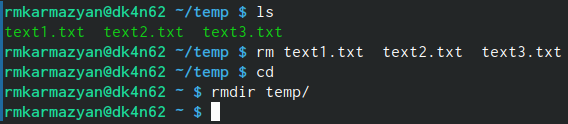 rmkarmazyan@dk4n62 ~/temp $ ls
text1.txt  text2.txt  text3.txt
rmkarmazyan@dk4n62 ~/temp $ rm text1.txt  text2.txt  text3.txt
rmkarmazyan@dk4n62 ~/temp $ cd
rmkarmazyan@dk4n62 ~ $ rmdir temp/
rmkarmazyan@dk4n62 ~ $